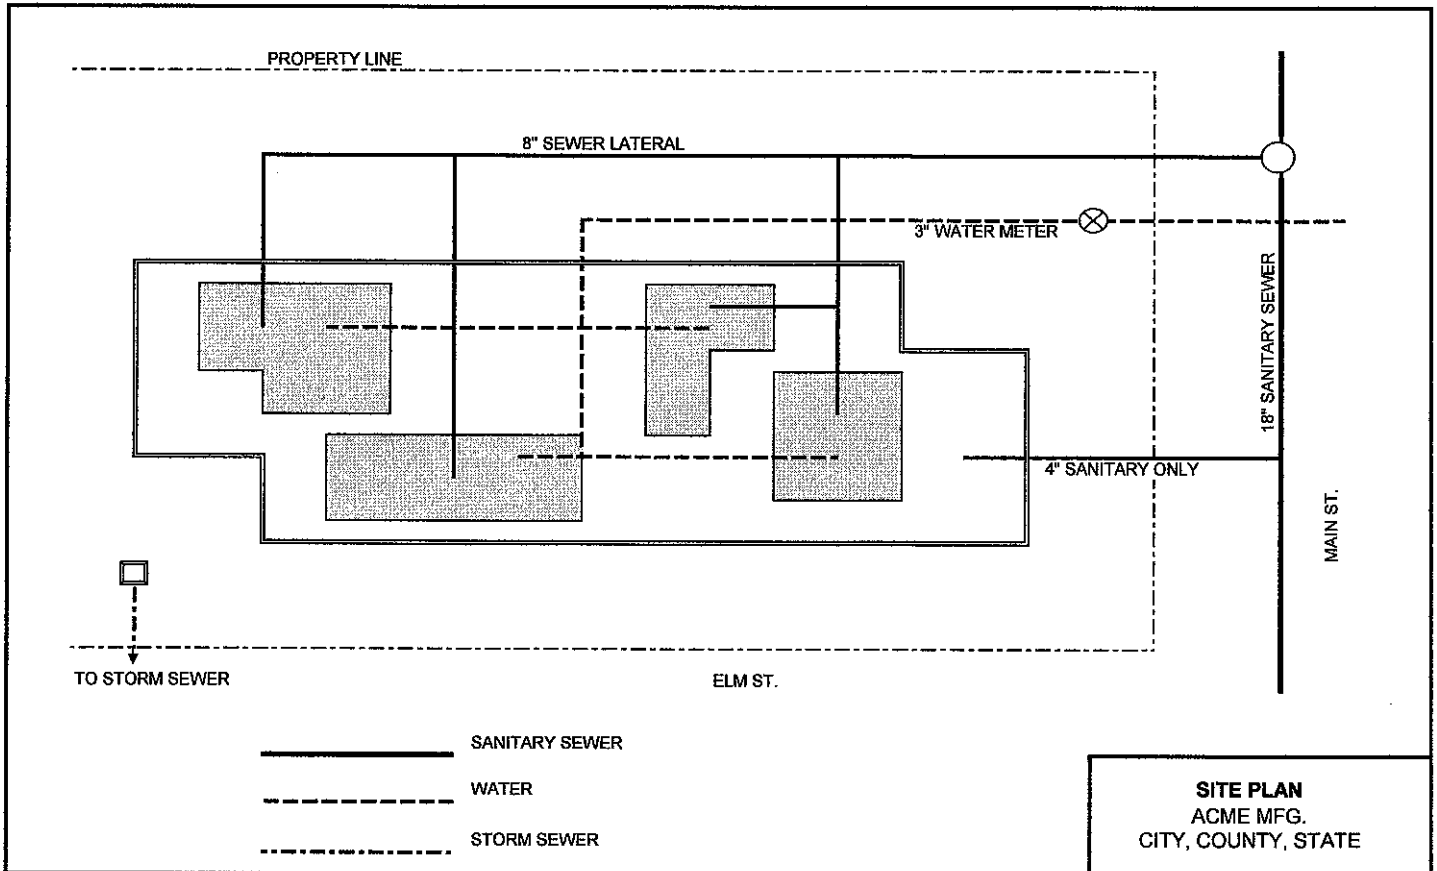 PROPERTY LINE
8" SEWER LATERAL
3" WATER METER
18" SANITARY SEWER
4" SANITARY ONLY
MAIN ST.
TO STORM SEWER
ELM ST.
SANITARY SEWER
WATER
STORM SEWER
SITE PLAN
ACME MFG.
CITY, COUNTY, STATE